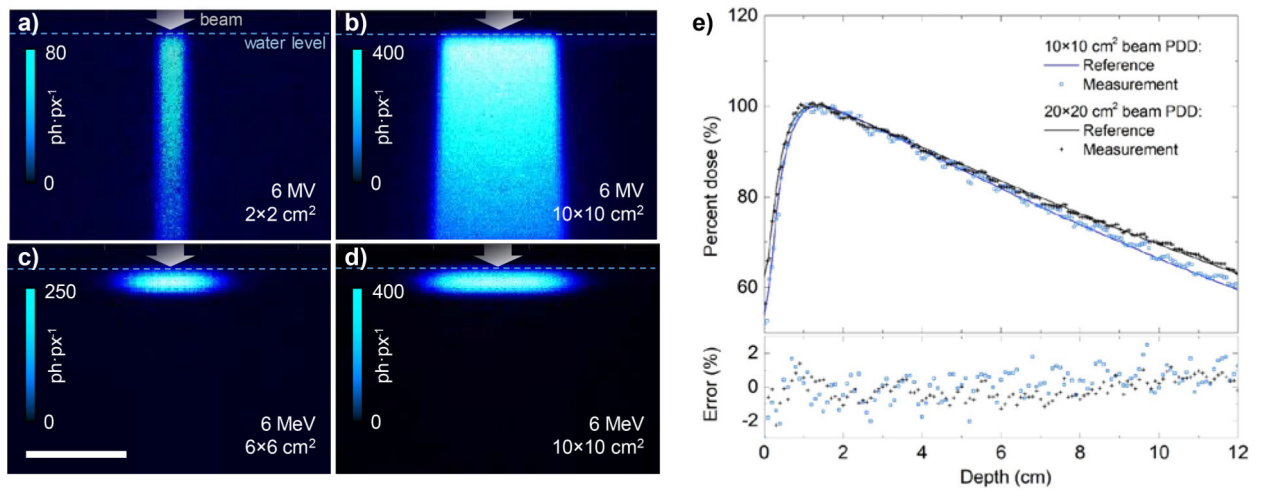 a)
beam
water level
80
ph·px⁻¹
0
6 MV
2×2 cm²
b)
400
ph·px⁻¹
0
6 MV
10×10 cm²
c)
250
ph·px⁻¹
0
6 MeV
6×6 cm²
d)
400
ph·px⁻¹
0
6 MeV
10×10 cm²
e)
120
100
80
60
Percent dose (%)
10×10 cm² beam PDD:
Reference
Measurement
20×20 cm² beam PDD:
Reference
Measurement
2
0
-2
Error (%)
0 2 4 6 8 10 12
Depth (cm)